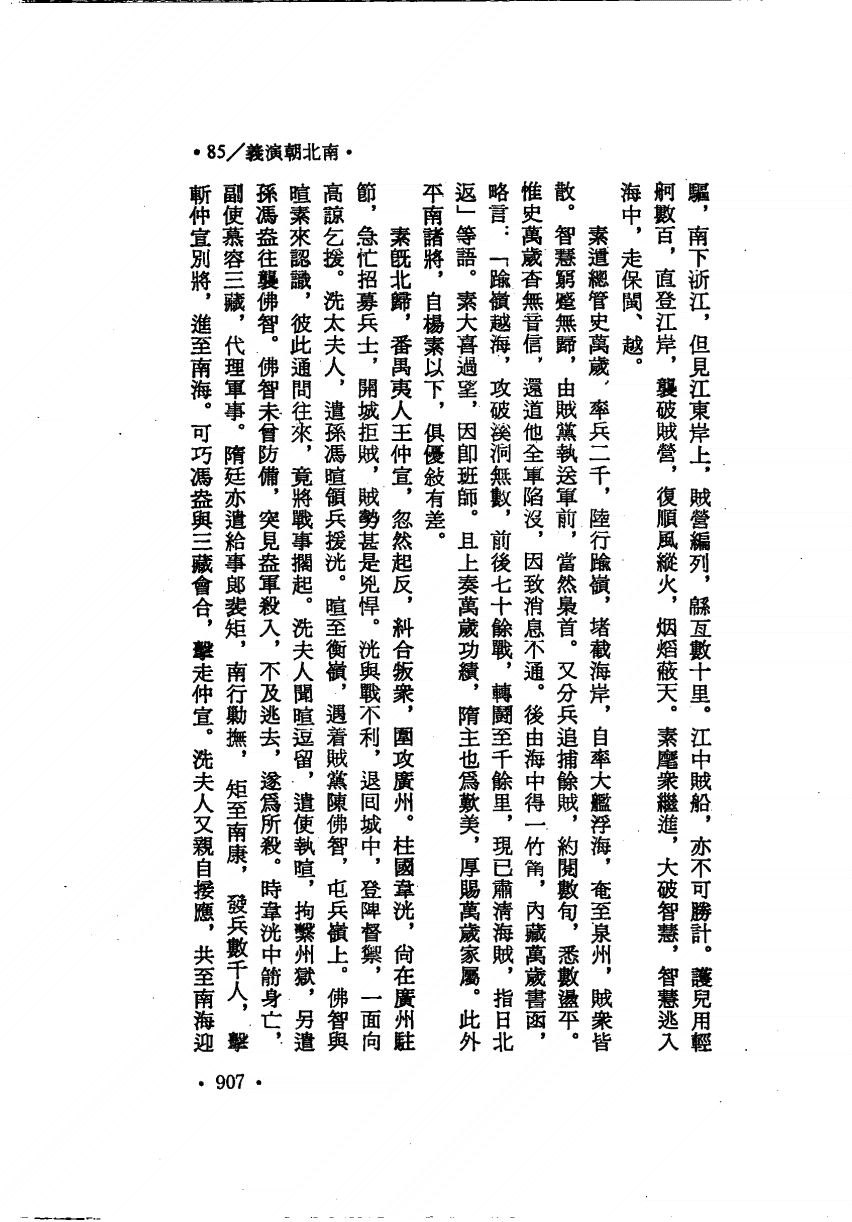 ·85/義演朝北南·
驅，南下浙江，但見江東岸上，賊營編列，緜亙數十里。江中賊船，亦不可勝計。護兒用輕
舸數百，直登江岸，襲破賊營，復順風縱火，烟熖蔽天。素麾衆繼進，大破智慧，智慧逃入
海中，走保閩、越。
素遣總管史萬歲，率兵二千，陸行踰嶺，堵截海岸，自率大艦浮海，奄至泉州，賊衆皆
散。智慧窮蹙無歸，由賊黨執送軍前，當然梟首。又分兵追捕餘賊，約閱數旬，悉數盪平。
惟史萬歲杳無音信，還道他全軍陷沒，因致消息不通。後由海中得一竹筩，內藏萬歲書函，
略言：「踰嶺越海，攻破溪洞無數，前後七十餘戰，轉鬭至千餘里，現已肅清海賊，指日北
返」等語。素大喜過望，因卽班師。且上奏萬歲功績，隋主也爲歎美，厚賜萬歲家屬。此外
平南諸將，自楊素以下，俱優敍有差。
素旣北歸，番禺夷人王仲宣，忽然起反，糾合叛衆，圍攻廣州。柱國韋洸，尙在廣州駐
節，急忙招募兵士，開城拒賊，賊勢甚是兇悍。洸與戰不利，退囘城中，登陴督禦，一面向
高諒乞援。洗太夫人，遣孫馮暄領兵援洸。暄至衡嶺，遇着賊黨陳佛智，屯兵嶺上。佛智與
暄素來認識，彼此通問往來，竟將戰事擱起。洗夫人聞暄逗留，遣使執暄，拘繫州獄，另遣
孫馮盎往襲佛智。佛智未曾防備，突見盎軍殺入，不及逃去，遂爲所殺。時韋洸中箭身亡，
副使慕容三藏，代理軍事。隋廷亦遣給事郞裴矩，南行勦撫，矩至南康，發兵數千人，擊
斬仲宣別將，進至南海。可巧馮盎與三藏會合，擊走仲宣。洗夫人又親自接應，共至南海迎
·907·